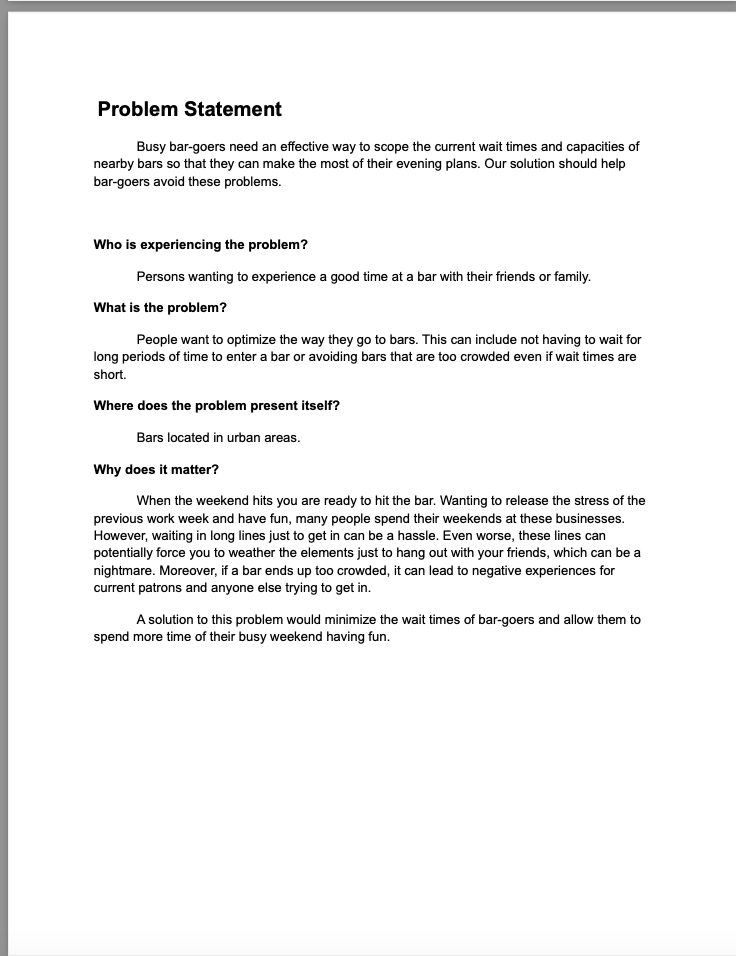 Problem Statement
Busy bar-goers need an effective way to scope the current wait times and capacities of
nearby bars so that they can make the most of their evening plans. Our solution should help
bar-goers avoid these problems.
Who is experiencing the problem?
Persons wanting to experience a good time at a bar with their friends or family.
What is the problem?
People want to optimize the way they go to bars. This can include not having to wait for
long periods of time to enter a bar or avoiding bars that are too crowded even if wait times are
short.
Where does the problem present itself?
Bars located in urban areas.
Why does it matter?
When the weekend hits you are ready to hit the bar. Wanting to release the stress of the
previous work week and have fun, many people spend their weekends at these businesses.
However, waiting in long lines just to get in can be a hassle. Even worse, these lines can
potentially force you to weather the elements just to hang out with your friends, which can be a
nightmare. Moreover, if a bar ends up too crowded, it can lead to negative experiences for
current patrons and anyone else trying to get in.
A solution to this problem would minimize the wait times of bar-goers and allow them to
spend more time of their busy weekend having fun.